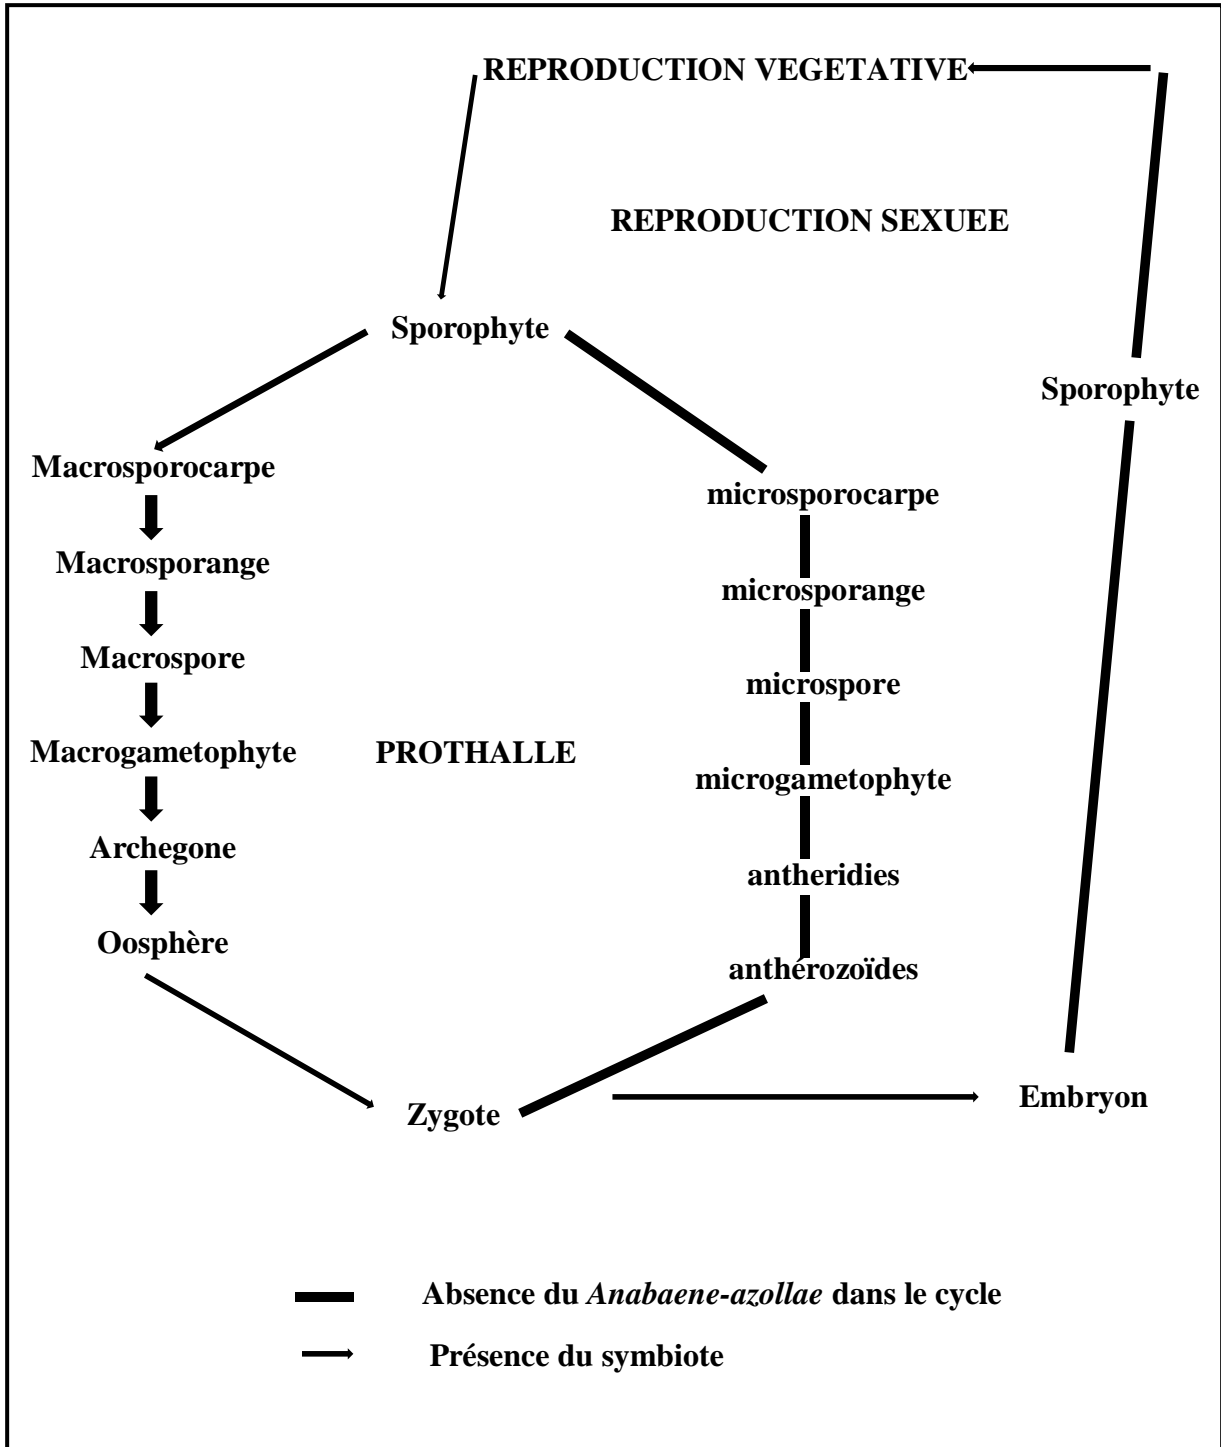 REPRODUCTION VEGETATIVE
REPRODUCTION SEXUEE
Sporophyte
Sporophyte
Macrosporocarpe
microsporocarpe
Macrosporange
microsporange
Macrospore
microspore
Macrogametophyte
PROTHALLE
microgametophyte
Archegone
antheridies
Oosphère
anthérozoïdes
Zygote
Embryon
Absence du Anabaene-azollae dans le cycle
Présence du symbiote